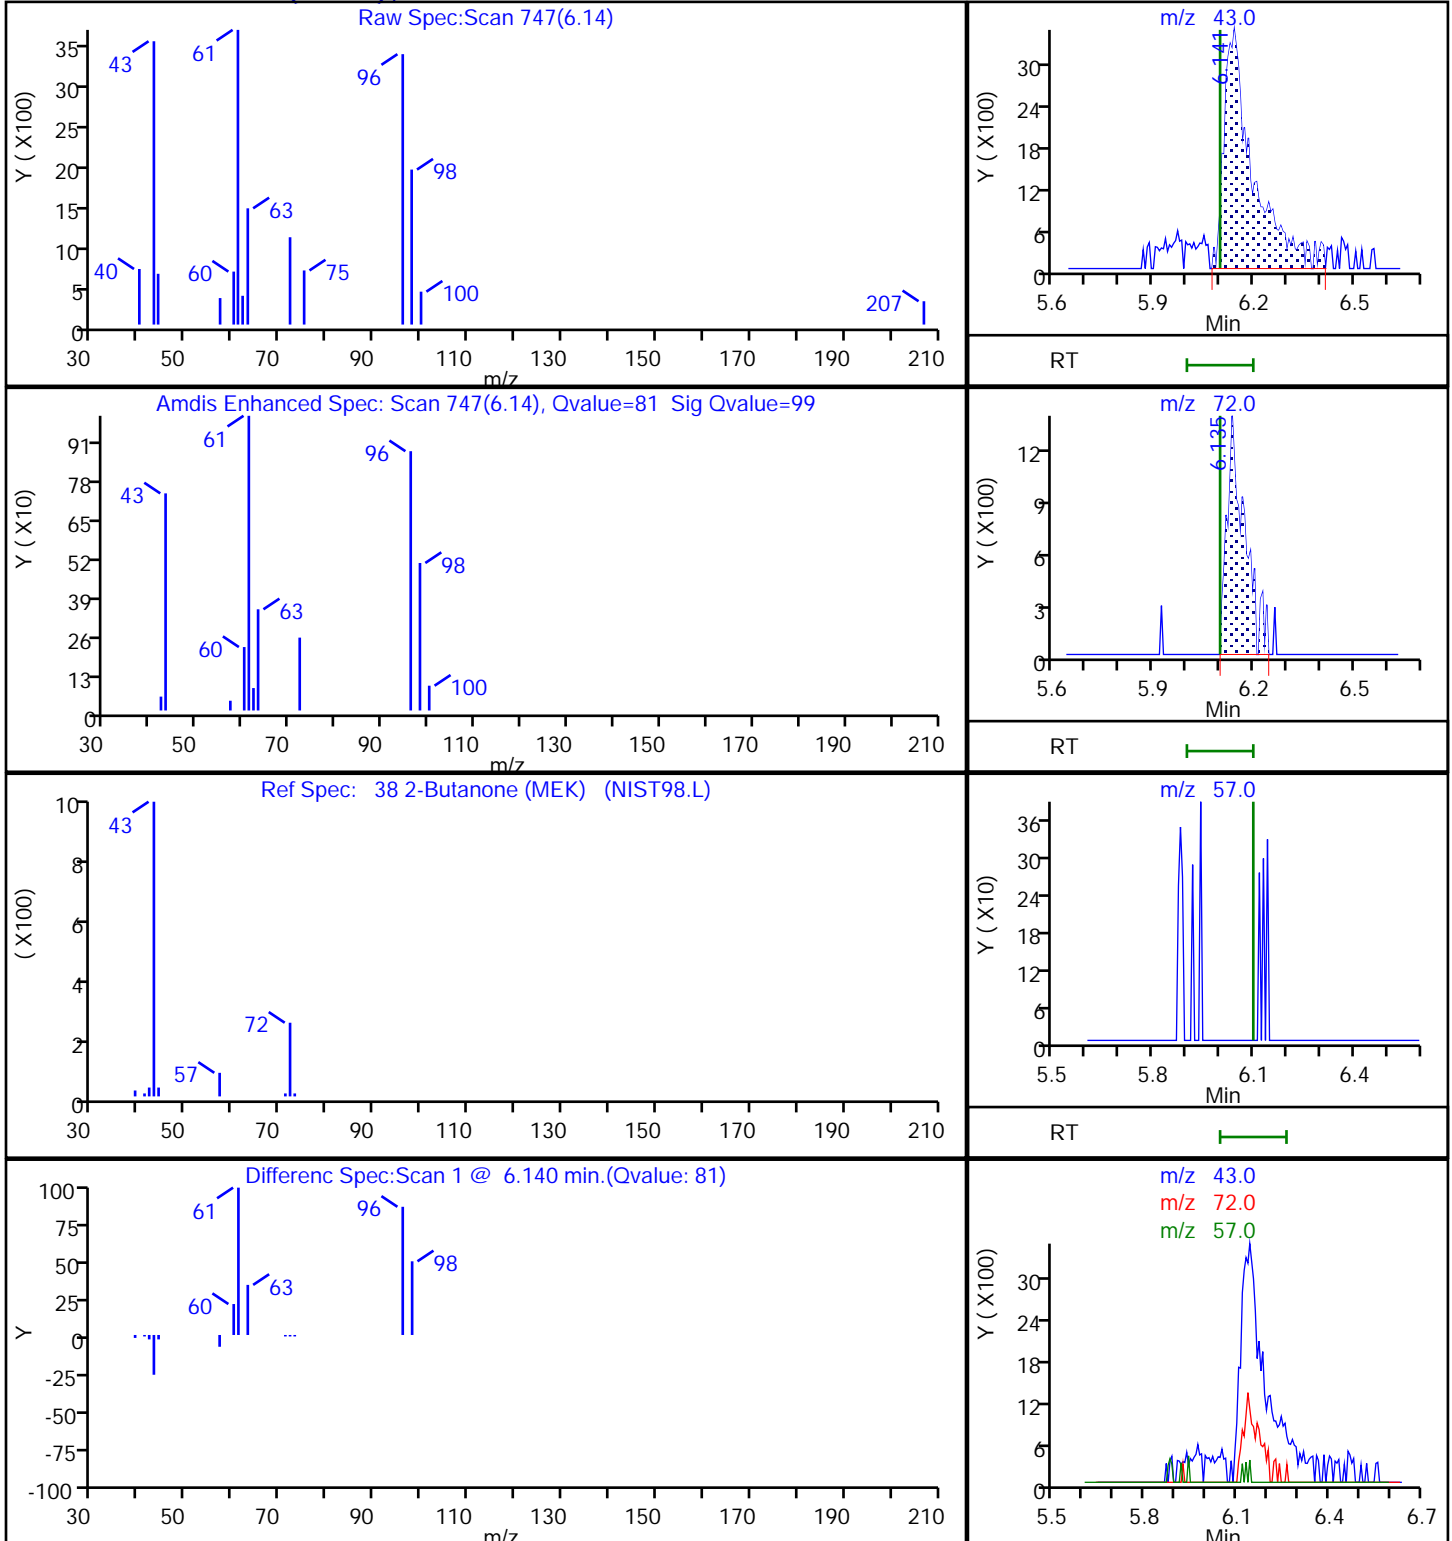 Raw Spec:Scan 747(6.14)
Y ( X100)
35
30
25
20
15
10
5
0
43
61
96
98
63
40
60
75
100
207
30 50 70 90 110 130 150 170 190 210
m/z
m/z 43.0
6.141
Y ( X100)
30
24
18
12
6
0
5.6 5.9 6.2 6.5
Min
RT
Amdis Enhanced Spec: Scan 747(6.14), Qvalue=81 Sig Qvalue=99
Y ( X10)
91
78
65
52
39
26
13
0
61
96
43
98
63
60
100
30 50 70 90 110 130 150 170 190 210
m/z
m/z 72.0
6.135
Y ( X100)
12
9
6
3
0
5.6 5.9 6.2 6.5
Min
RT
Ref Spec: 38 2-Butanone (MEK) (NIST98.L)
( X100)
10
8
6
4
2
0
43
72
57
30 50 70 90 110 130 150 170 190 210
m/z 57.0
Y ( X10)
36
30
24
18
12
6
0
5.5 5.8 6.1 6.4
Min
RT
Differenc Spec:Scan 1 @ 6.140 min.(Qvalue: 81)
Y
100
75
50
25
0
-25
-50
-75
-100
61
96
98
63
60
30 50 70 90 110 130 150 170 190 210
m/z
m/z 43.0
m/z 72.0
m/z 57.0
Y ( X100)
30
24
18
12
6
0
5.5 5.8 6.1 6.4 6.7
Min